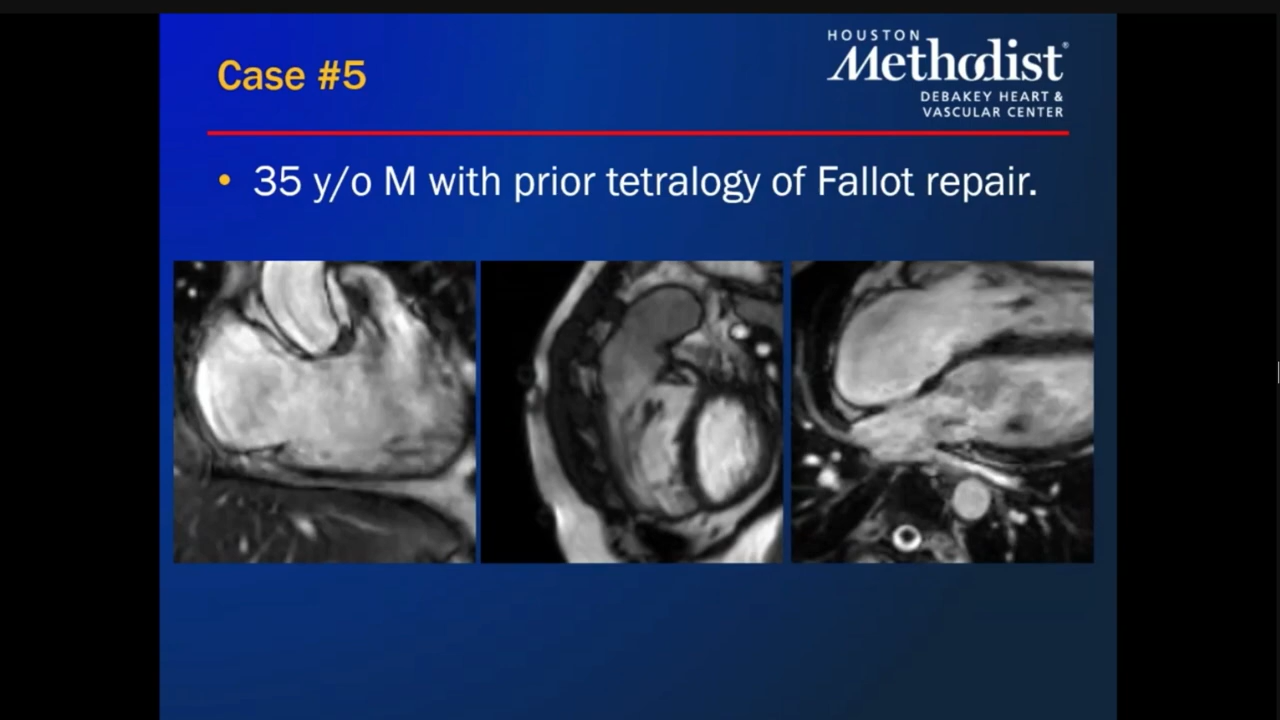 Case #5
HOUSTON
Methodist®
DEBAKEY HEART &
VASCULAR CENTER
• 35 y/o M with prior tetralogy of Fallot repair.